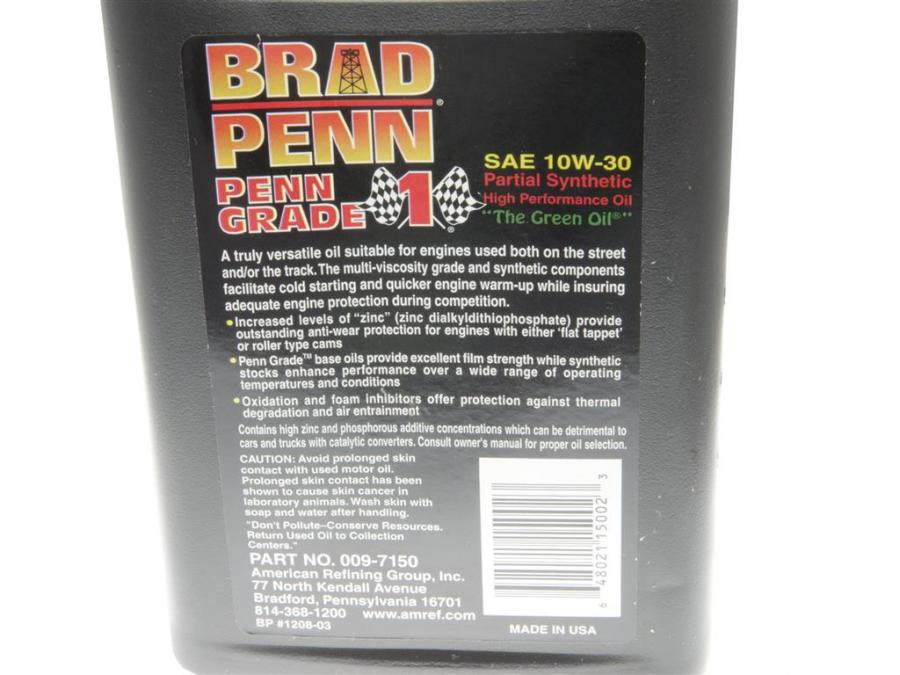 BRAD
PENN®
PENN
GRADE 1®
SAE 10W-30
Partial Synthetic
High Performance Oil
"The Green Oil®"
A truly versatile oil suitable for engines used both on the street
and/or the track. The multi-viscosity grade and synthetic components
facilitate cold starting and quicker engine warm-up while insuring
adequate engine protection during competition.
•Increased levels of "zinc" (zinc dialkyldithiophosphate) provide
outstanding anti-wear protection for engines with either 'flat tappet'
or roller type cams
•Penn Grade™ base oils provide excellent film strength while synthetic
stocks enhance performance over a wide range of operating
temperatures and conditions
•Oxidation and foam inhibitors offer protection against thermal
degradation and air entrainment
Contains high zinc and phosphorous additive concentrations which can be detrimental to
cars and trucks with catalytic converters. Consult owner's manual for proper oil selection.
CAUTION: Avoid prolonged skin
contact with used motor oil.
Prolonged skin contact has been
shown to cause skin cancer in
laboratory animals. Wash skin with
soap and water after handling.
"Don't Pollute–Conserve Resources.
Return Used Oil to Collection
Centers."
PART NO. 009-7150
American Refining Group, Inc.
77 North Kendall Avenue
Bradford, Pennsylvania 16701
814-368-1200 www.amref.com
BP #1208-03
6 48021 15002 3
MADE IN USA